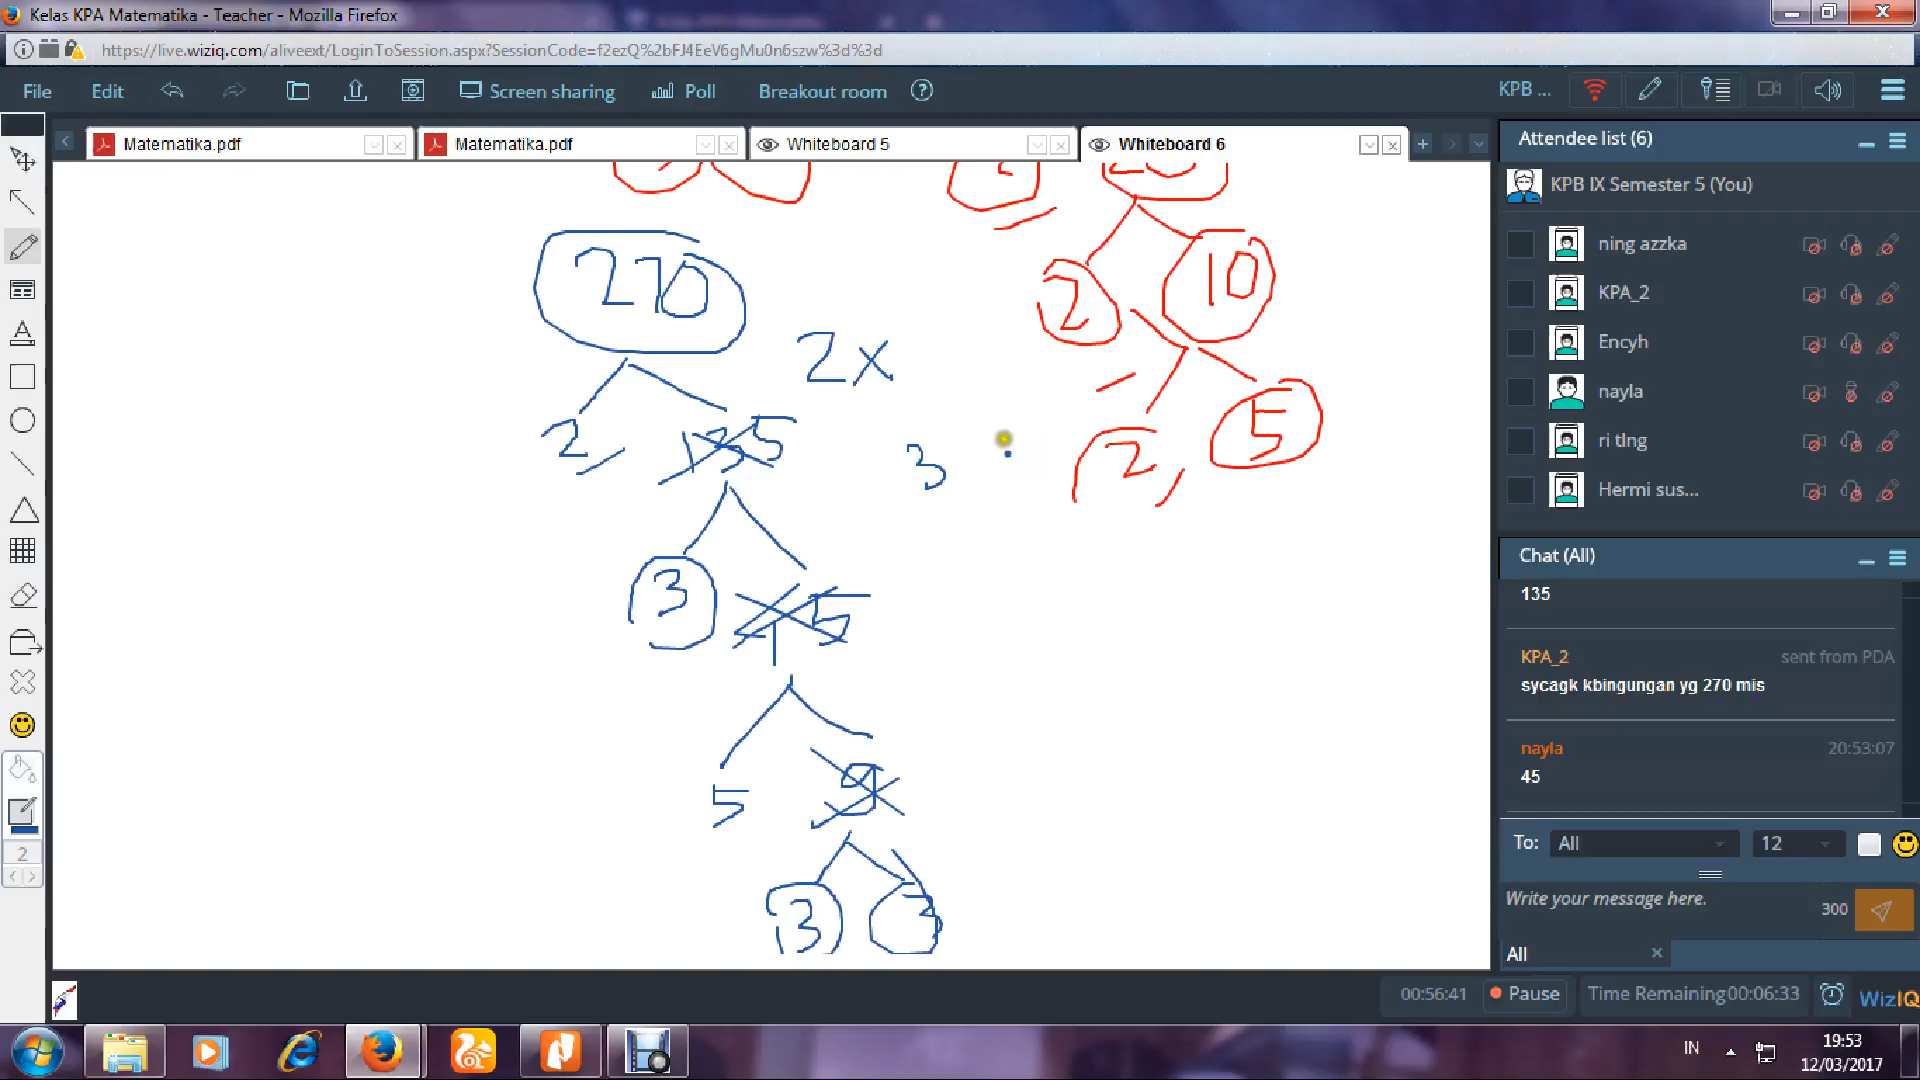 Kelas KPA Matematika - Teacher - Mozilla Firefox
https://live.wiziq.com/aliveext/LoginToSession.aspx?SessionCode=f2ezQ%2bFJ4EeV6gMu0n6szw%3d%3d
File Edit Screen sharing Poll Breakout room KPB ...
Matematika.pdf Matematika.pdf Whiteboard 5 Whiteboard 6
270
2 135
3 45
5 9
3 3
2x
3
2 10
2, 5
2
Attendee list (6)
KPB IX Semester 5 (You)
ning azzka
KPA_2
Encyh
nayla
ri tlng
Hermi sus...
Chat (All)
135
KPA_2 sent from PDA
sycagk kbingungan yg 270 mis
nayla 20:53:07
45
To: All 12
Write your message here. 300
All
00:56:41 Pause Time Remaining00:06:33 WizIQ
IN 19:53
12/03/2017